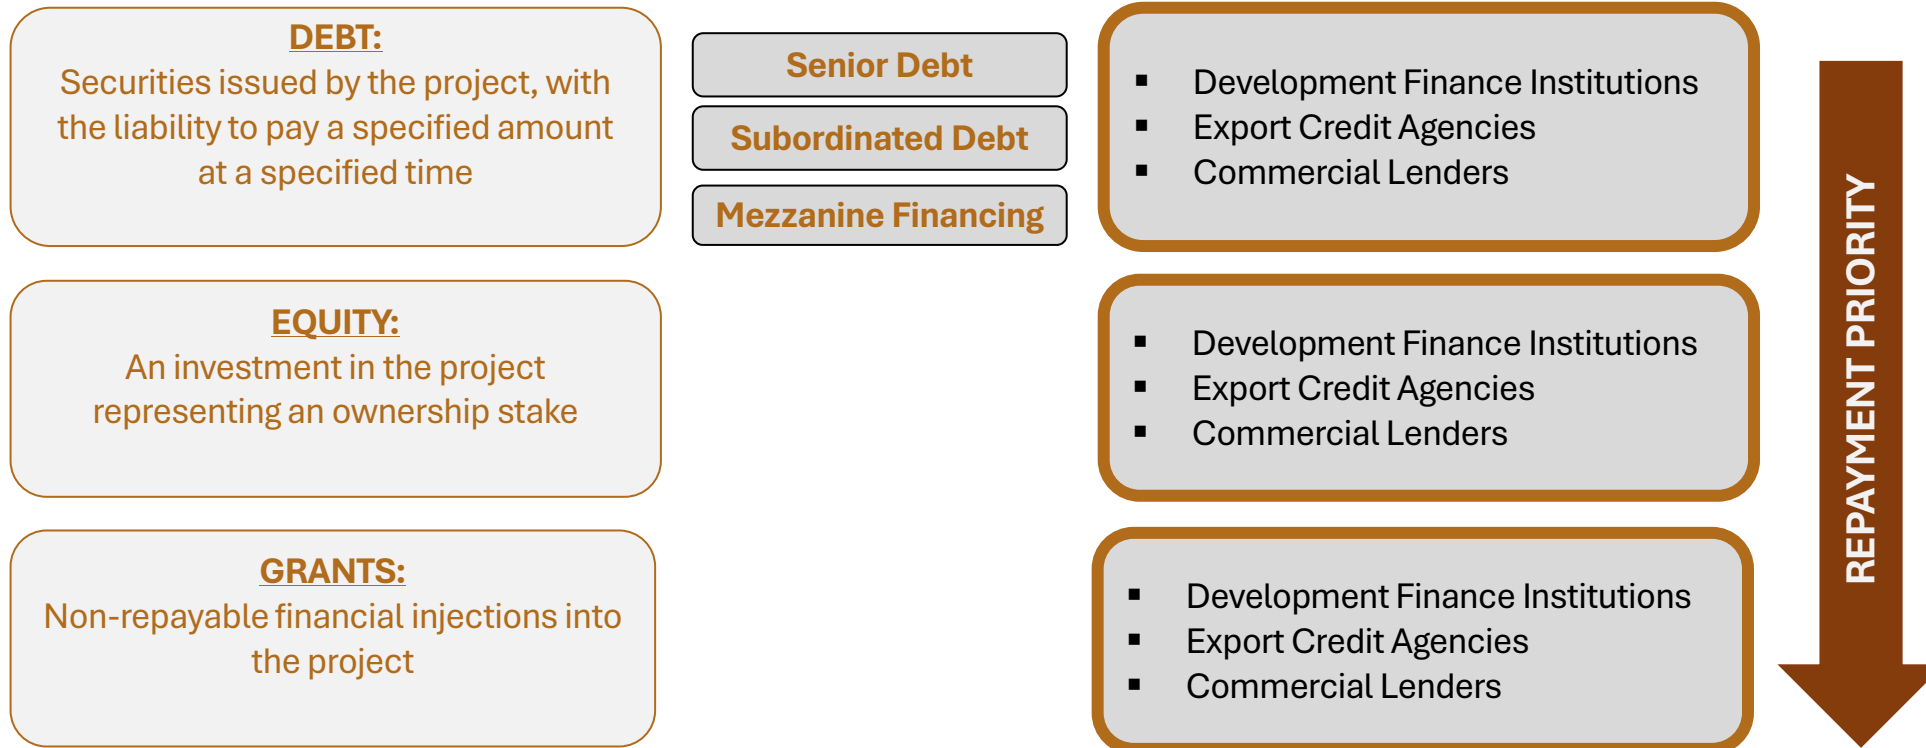 DEBT:
Securities issued by the project, with
the liability to pay a specified amount
at a specified time
Senior Debt
Subordinated Debt
Mezzanine Financing
▪ Development Finance Institutions
▪ Export Credit Agencies
▪ Commercial Lenders
EQUITY:
An investment in the project
representing an ownership stake
▪ Development Finance Institutions
▪ Export Credit Agencies
▪ Commercial Lenders
GRANTS:
Non-repayable financial injections into
the project
▪ Development Finance Institutions
▪ Export Credit Agencies
▪ Commercial Lenders
REPAYMENT PRIORITY